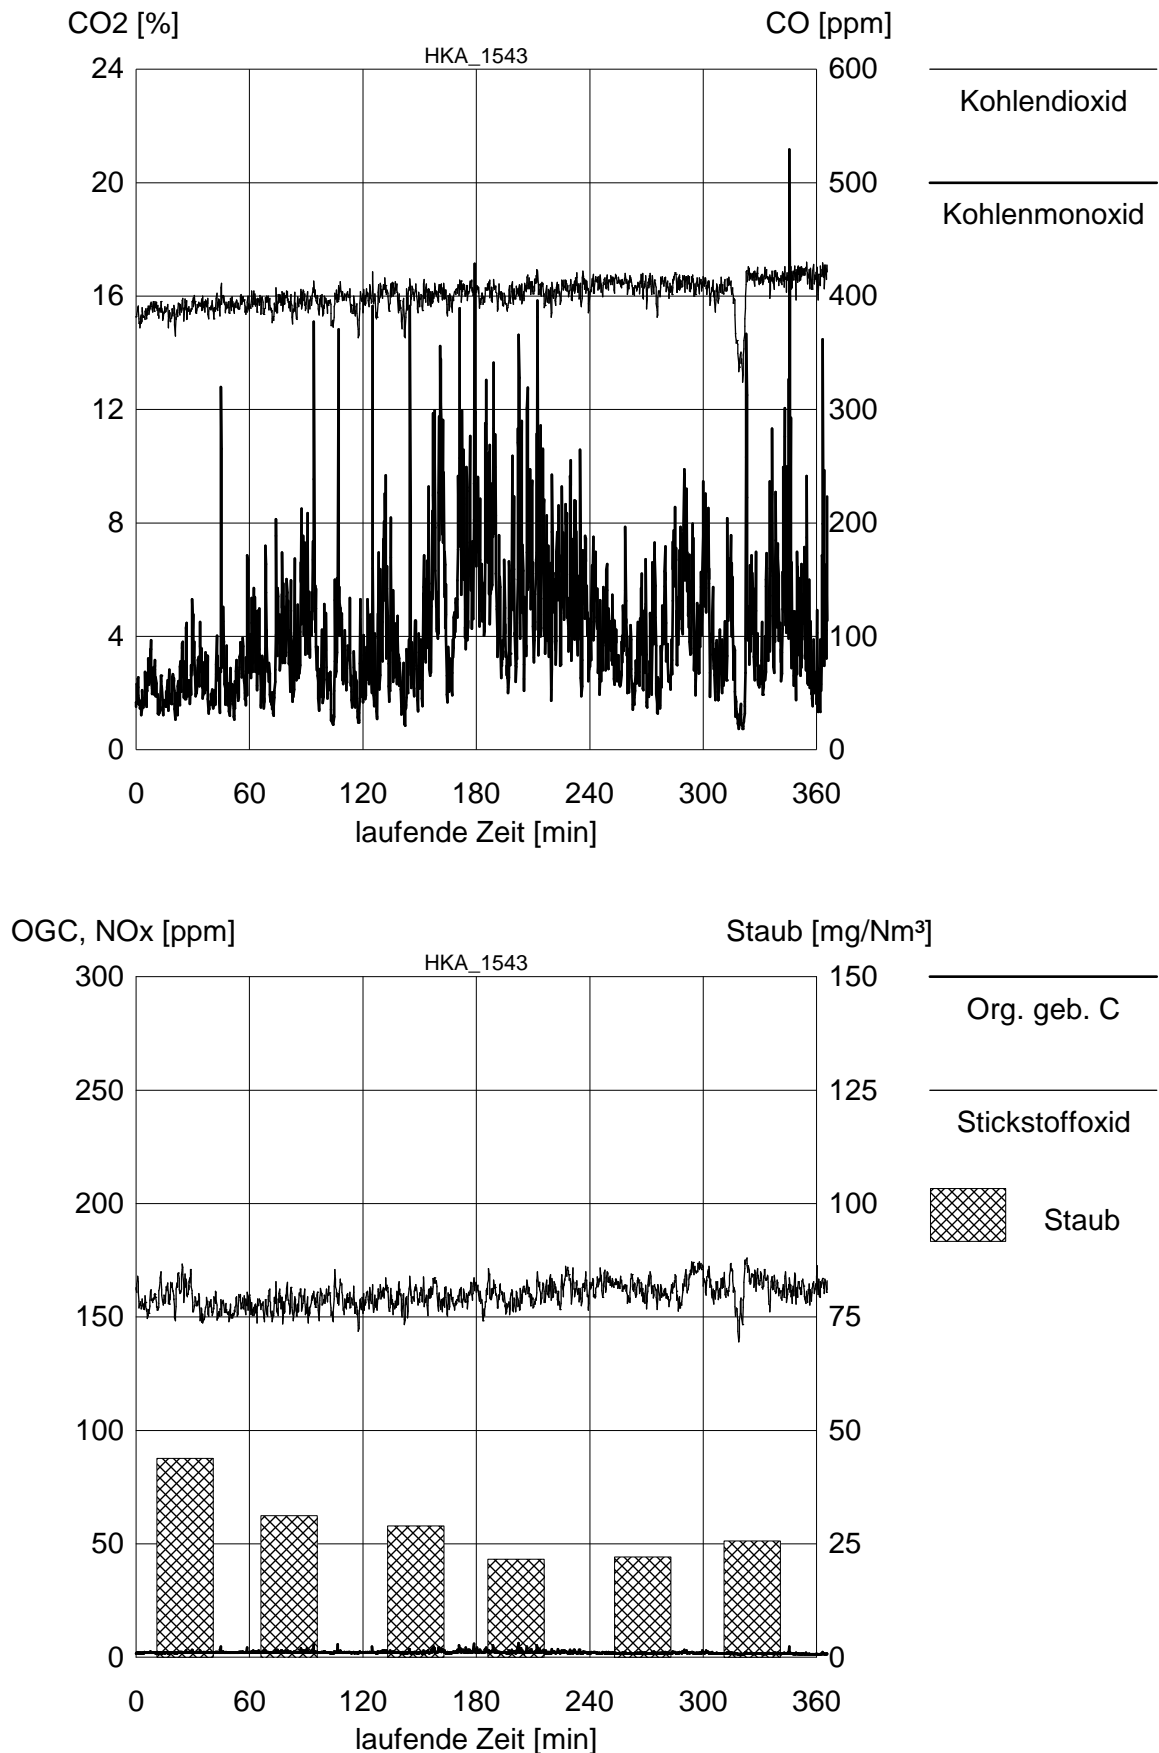 CO2 [%] CO [ppm]
HKA_1543
24 600
Kohlendioxid
20 500
Kohlenmonoxid
16 400
12 300
8 200
4 100
0 0
0 60 120 180 240 300 360
laufende Zeit [min]
OGC, NOx [ppm] Staub [mg/Nm³]
HKA_1543
300 150
Org. geb. C
250 125
Stickstoffoxid
200 100
Staub
150 75
100 50
50 25
0 0
0 60 120 180 240 300 360
laufende Zeit [min]